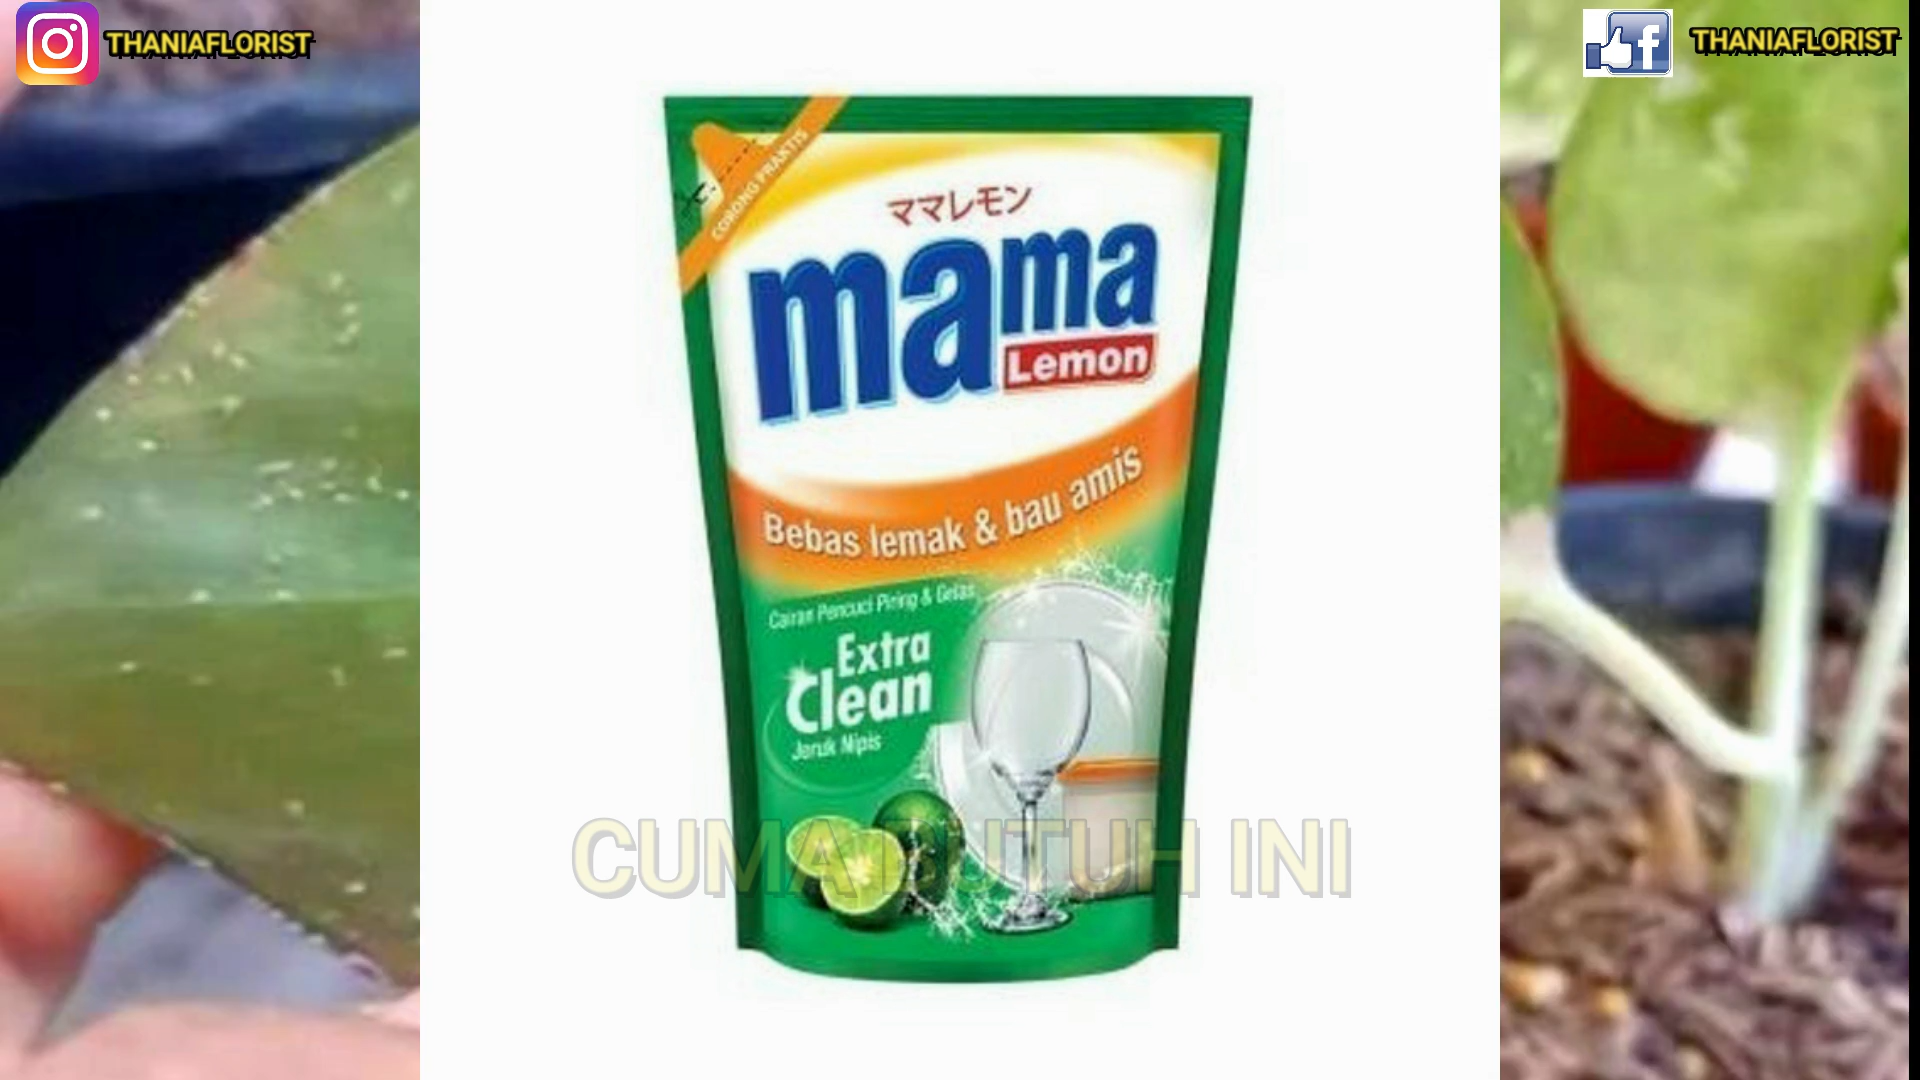 THANIAFLORIST
THANIAFLORIST
CORONG PRAKTIS
ママレモン
mama
Lemon
Bebas lemak & bau amis
Cairan Pencuci Piring & Gelas
Extra
Clean
Jeruk Nipis
CUMA BUTUH INI